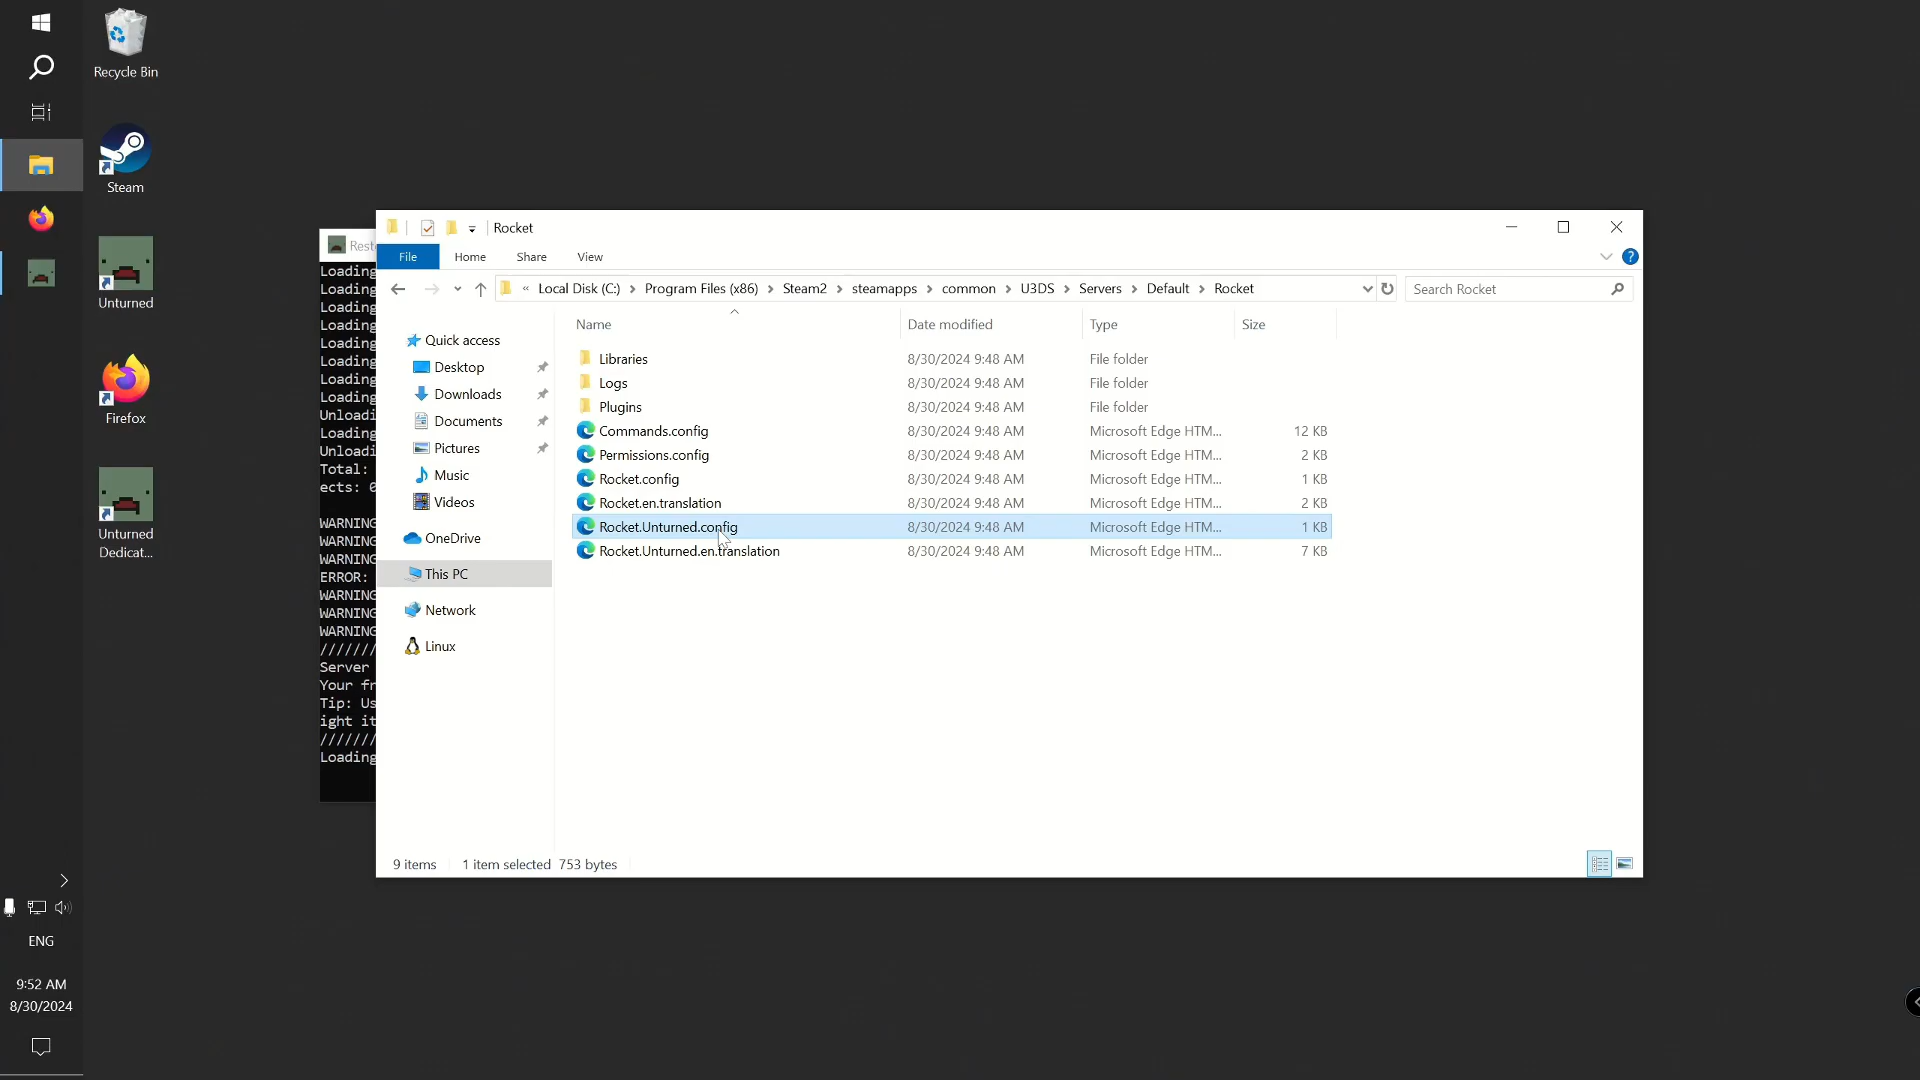 Recycle Bin
Steam
Unturned
Firefox
Unturned
Dedicat...
ENG
9:52 AM
8/30/2024
Rest
Loading
Loading
Loading
Loading
Loading
Loading
Loading
Loading
Unloadi
Loading
Unloadi
Total:
ects: 0
WARNING
WARNING
WARNING
ERROR:
WARNING
WARNING
WARNING
///////
Server
Your fr
Tip: Us
ight it
///////
Loading
Rocket
File Home Share View
« Local Disk (C:) Program Files (x86) Steam2 steamapps common U3DS Servers Default Rocket
Search Rocket
Quick access
Desktop
Downloads
Documents
Pictures
Music
Videos
OneDrive
This PC
Network
Linux
Name Date modified Type Size
Libraries 8/30/2024 9:48 AM File folder
Logs 8/30/2024 9:48 AM File folder
Plugins 8/30/2024 9:48 AM File folder
Commands.config 8/30/2024 9:48 AM Microsoft Edge HTM... 12 KB
Permissions.config 8/30/2024 9:48 AM Microsoft Edge HTM... 2 KB
Rocket.config 8/30/2024 9:48 AM Microsoft Edge HTM... 1 KB
Rocket.en.translation 8/30/2024 9:48 AM Microsoft Edge HTM... 2 KB
Rocket.Unturned.config 8/30/2024 9:48 AM Microsoft Edge HTM... 1 KB
Rocket.Unturned.en.translation 8/30/2024 9:48 AM Microsoft Edge HTM... 7 KB
9 items 1 item selected 753 bytes